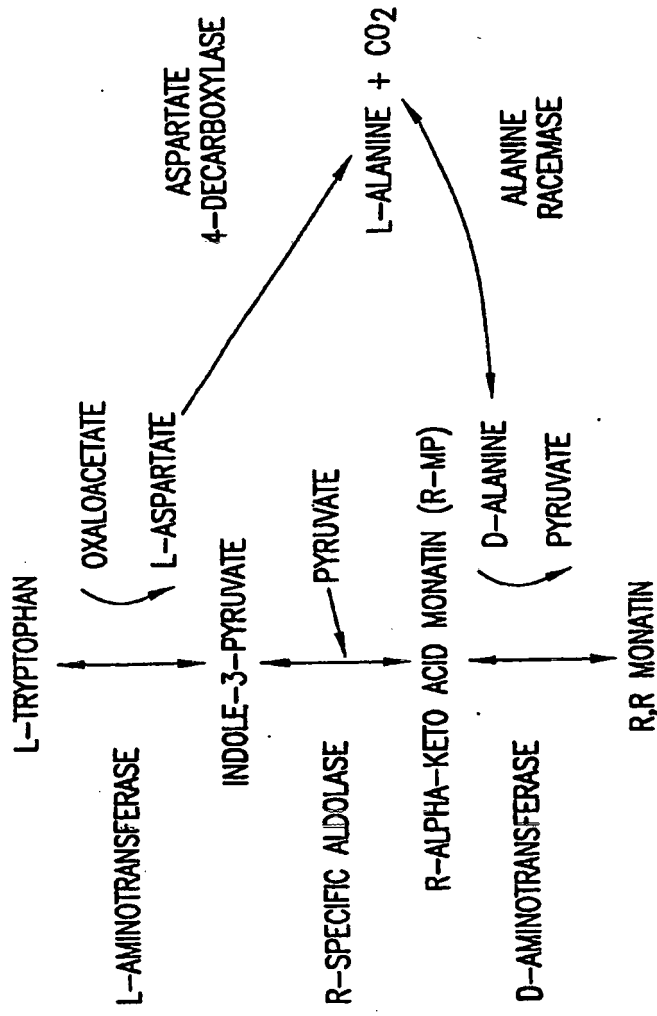 L-TRYPTOPHAN
L-AMINOTRANSFERASE
OXALOACETATE
L-ASPARTATE
ASPARTATE
4-DECARBOXYLASE
INDOLE-3-PYRUVATE
R-SPECIFIC ALDOLASE
PYRUVATE
L-ALANINE + CO2
R-ALPHA-KETO ACID MONATIN (R-MP)
D-AMINOTRANSFERASE
D-ALANINE
PYRUVATE
ALANINE
RACEMASE
R,R MONATIN